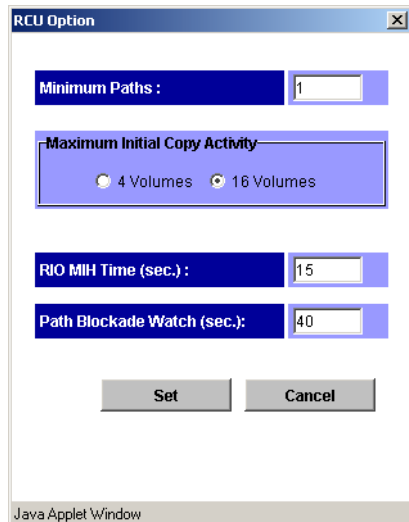 RCU Option
Minimum Paths :
1
Maximum Initial Copy Activity
4 Volumes 16 Volumes
RIO MIH Time (sec.) :
15
Path Blockade Watch (sec.):
40
Set Cancel
Java Applet Window